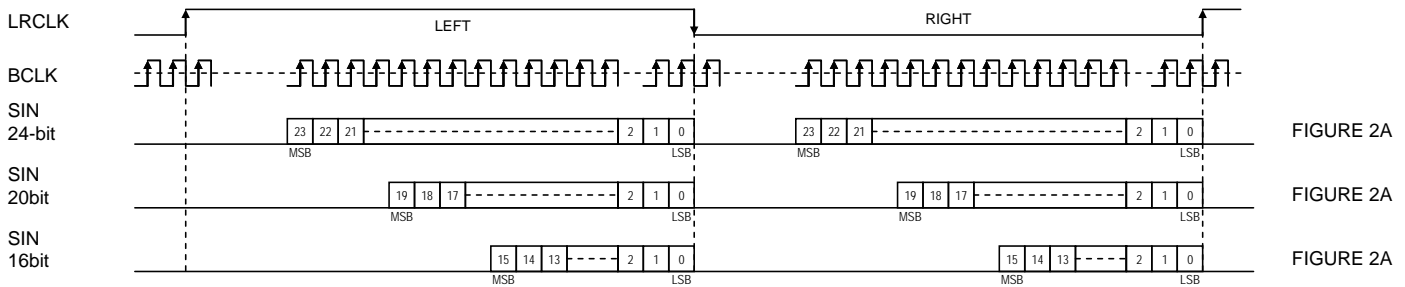 LRCLK LEFT RIGHT
BCLK
SIN
24-bit 23 22 21 2 1 0 23 22 21 2 1 0 FIGURE 2A
MSB LSB MSB LSB
SIN
20bit 19 18 17 2 1 0 19 18 17 2 1 0 FIGURE 2A
MSB LSB MSB LSB
SIN
16bit 15 14 13 2 1 0 15 14 13 2 1 0 FIGURE 2A
MSB LSB MSB LSB